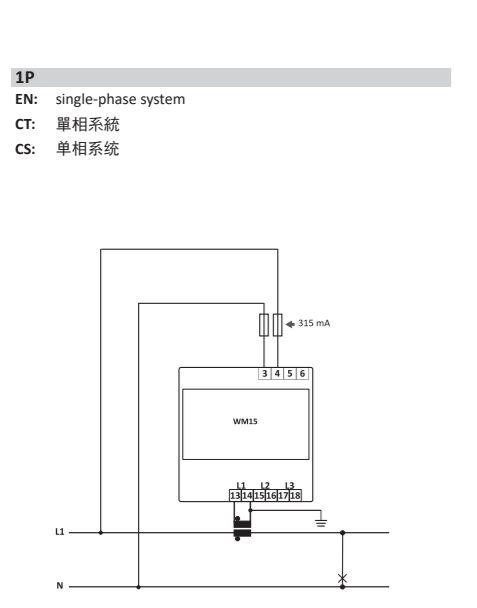 1P
EN: single-phase system
CT: 單相系統
CS: 单相系统
315 mA
3 4 5 6
WM15
L1 L2 L3
13 14 15 16 17 18
L1
N